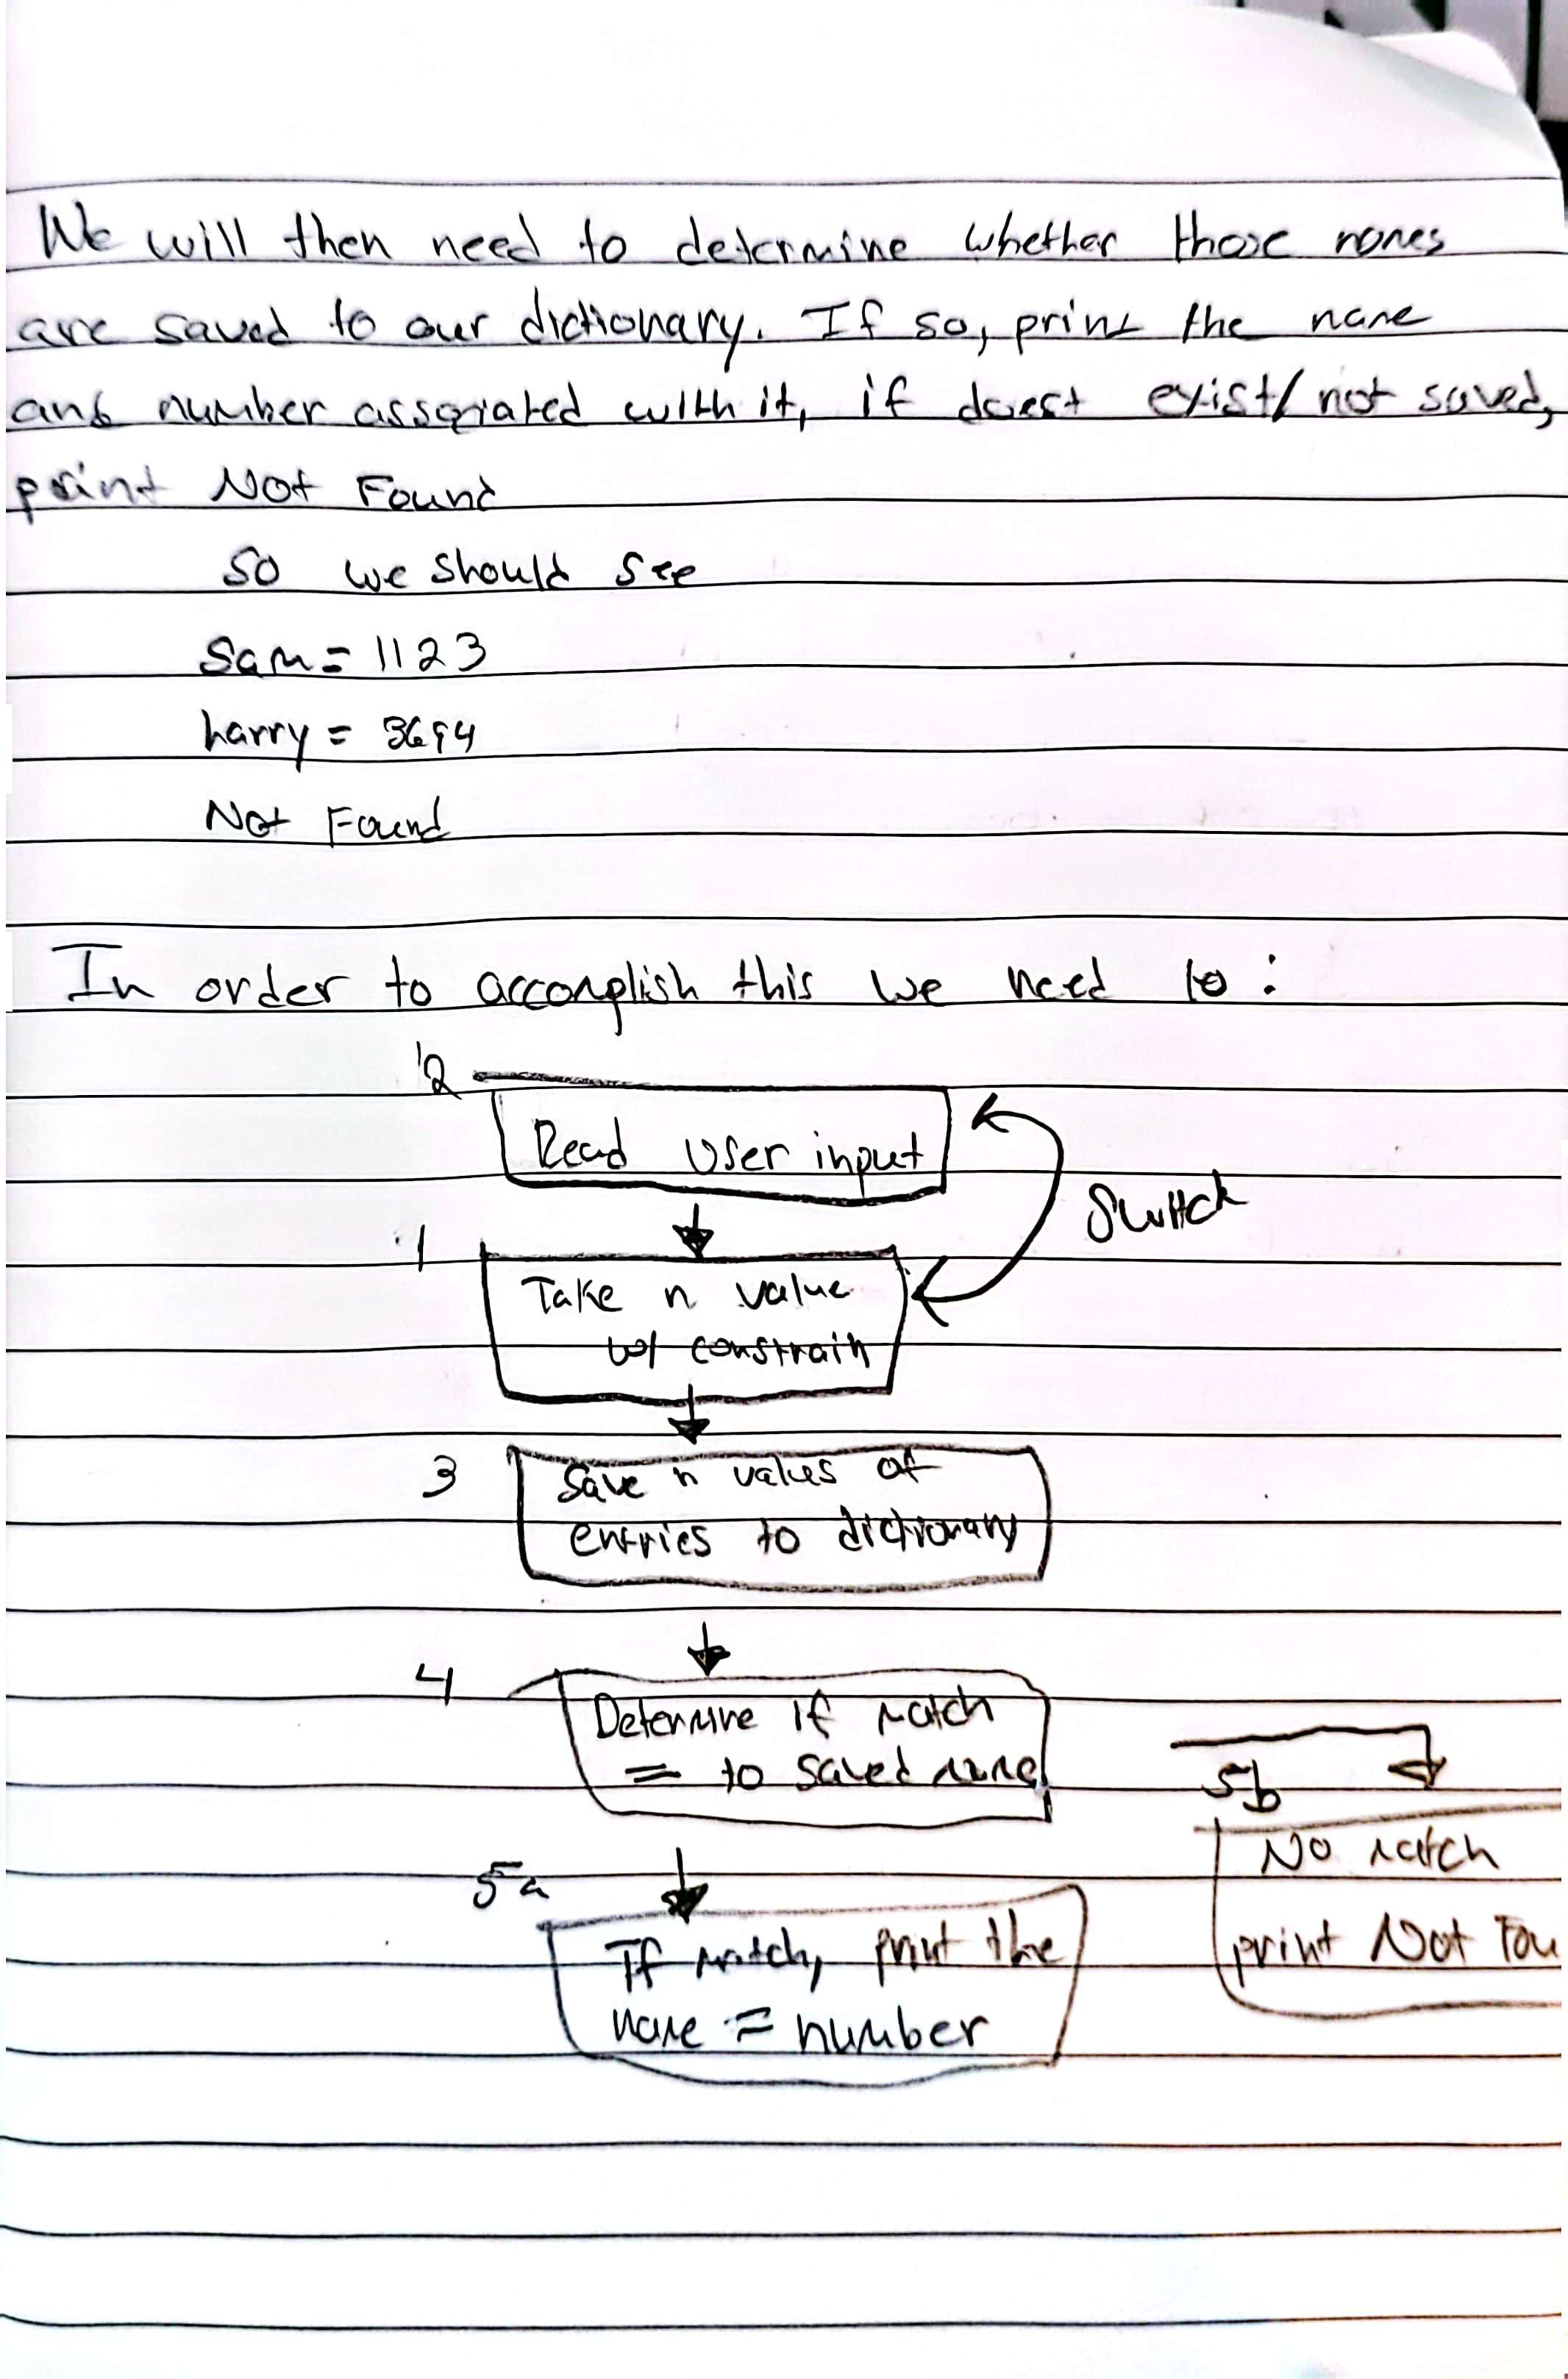 We will then need to determine whether those names
are saved to our dictionary. If so, print the name
and number associated with it, if doest exist/ not saved,
print Not Found
So we should see
Sam = 1123
harry = 3694
Not Found
In order to accomplish this we need to :
2
Read user input
Switch
1
Take n value
w/ constrain
3
Save n values of
entries to dictionary
4
Determine if match
= to saved name
5b
No match
print Not Fou
5a
If match, print the
name = number